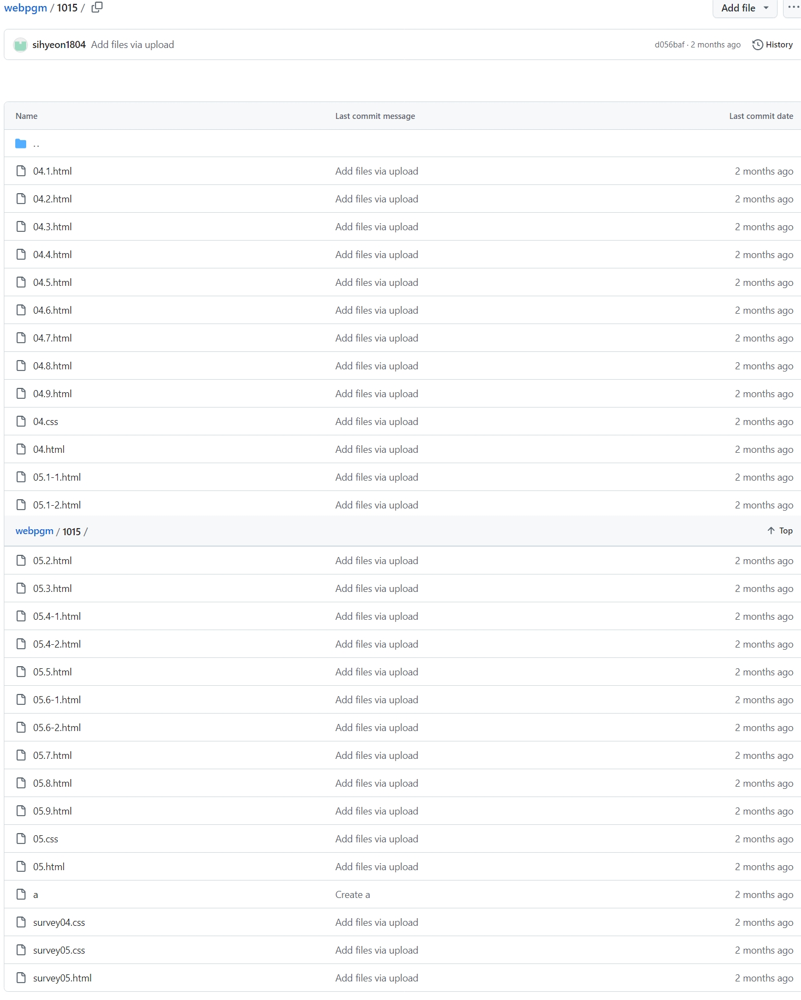 webpgm / 1015 /
Add file
sihyeon1804 Add files via upload d056baf · 2 months ago History
Name Last commit message Last commit date
..
04.1.html Add files via upload 2 months ago
04.2.html Add files via upload 2 months ago
04.3.html Add files via upload 2 months ago
04.4.html Add files via upload 2 months ago
04.5.html Add files via upload 2 months ago
04.6.html Add files via upload 2 months ago
04.7.html Add files via upload 2 months ago
04.8.html Add files via upload 2 months ago
04.9.html Add files via upload 2 months ago
04.css Add files via upload 2 months ago
04.html Add files via upload 2 months ago
05.1-1.html Add files via upload 2 months ago
05.1-2.html Add files via upload 2 months ago
webpgm / 1015 / Top
05.2.html Add files via upload 2 months ago
05.3.html Add files via upload 2 months ago
05.4-1.html Add files via upload 2 months ago
05.4-2.html Add files via upload 2 months ago
05.5.html Add files via upload 2 months ago
05.6-1.html Add files via upload 2 months ago
05.6-2.html Add files via upload 2 months ago
05.7.html Add files via upload 2 months ago
05.8.html Add files via upload 2 months ago
05.9.html Add files via upload 2 months ago
05.css Add files via upload 2 months ago
05.html Add files via upload 2 months ago
a Create a 2 months ago
survey04.css Add files via upload 2 months ago
survey05.css Add files via upload 2 months ago
survey05.html Add files via upload 2 months ago